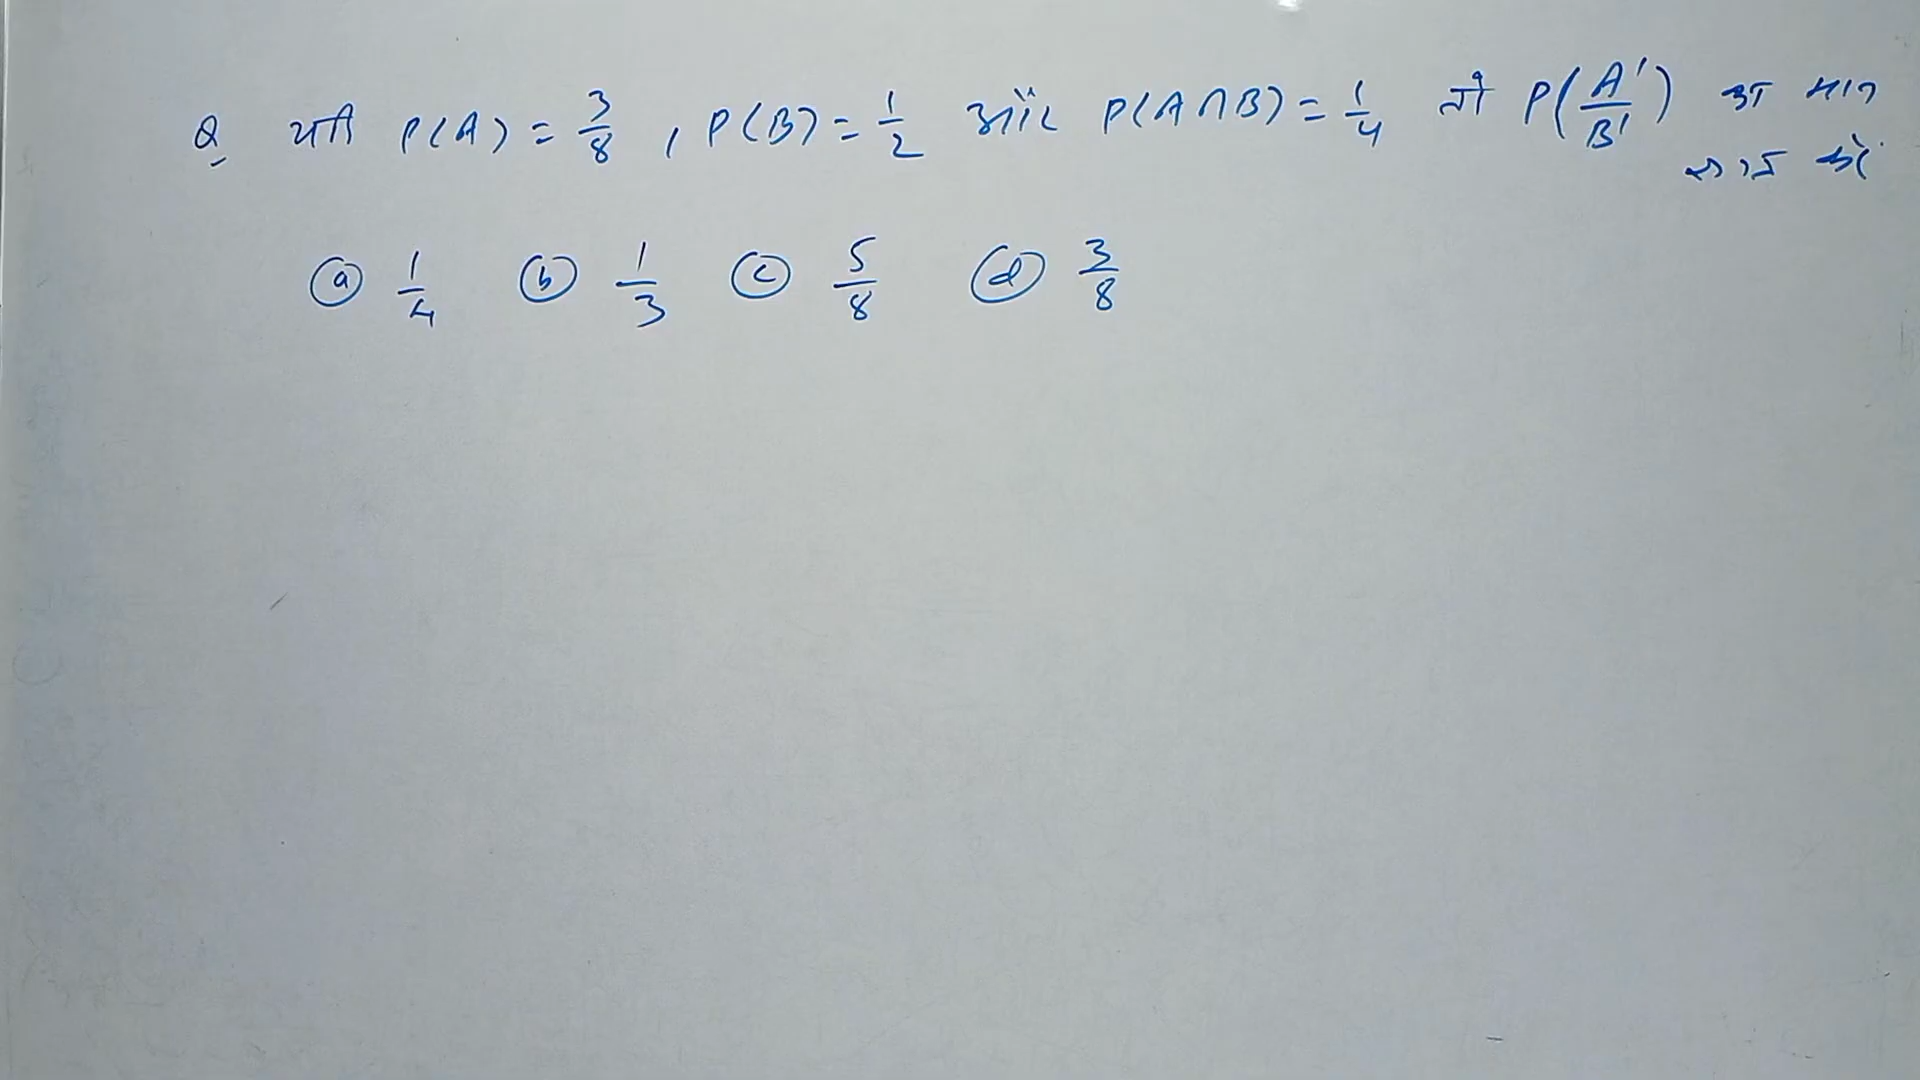 Q यदि P(A) = 3/8 , P(B) = 1/2 और P(A∩B) = 1/4 तो P(A'/B') का मान
ज्ञात करें
(a) 1/4 (b) 1/3 (c) 5/8 (d) 3/8